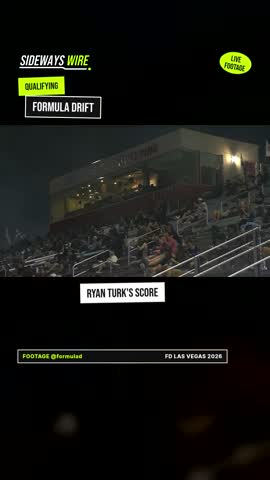 SIDEWAYS WIRE.
LIVE
FOOTAGE
QUALIFYING
FORMULA DRIFT
RYAN TURK'S SCORE
FOOTAGE @formulad
FD LAS VEGAS 2026